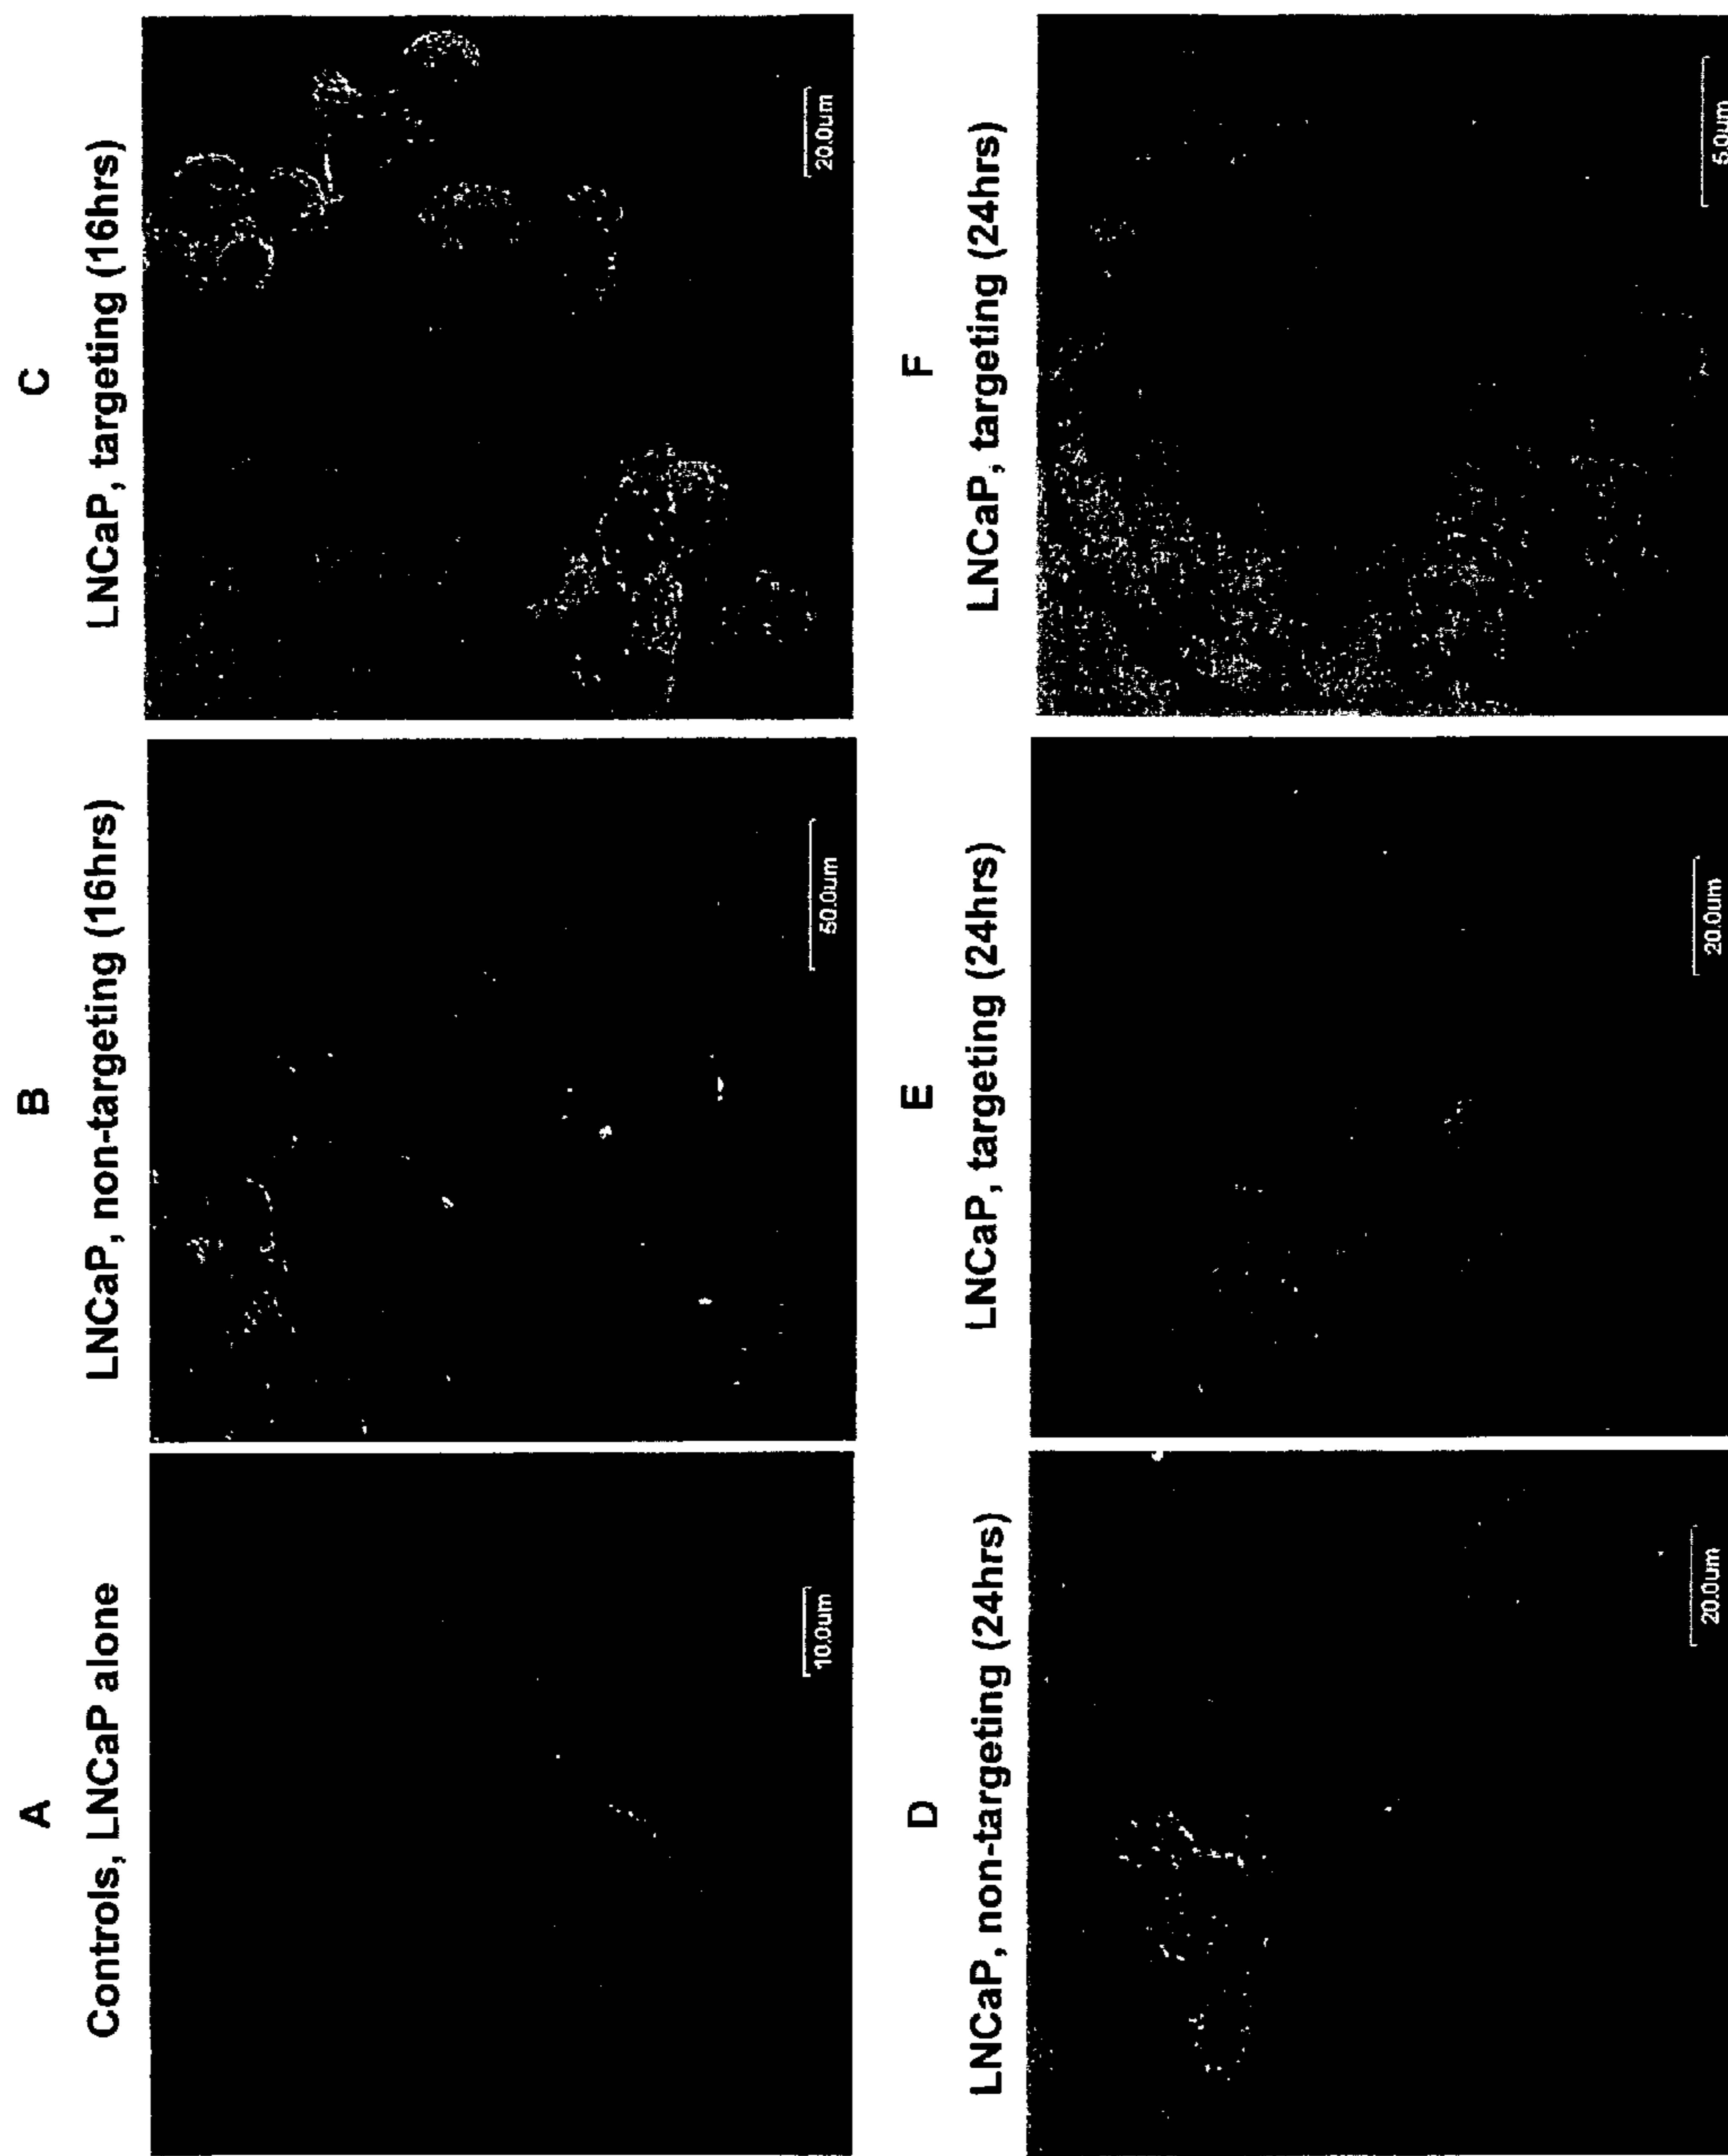 A
Controls, LNCaP alone
10.0um
B
LNCaP, non-targeting (16hrs)
50.0um
C
LNCaP, targeting (16hrs)
20.0um
D
LNCaP, non-targeting (24hrs)
20.0um
E
LNCaP, targeting (24hrs)
20.0um
F
LNCaP, targeting (24hrs)
5.0um